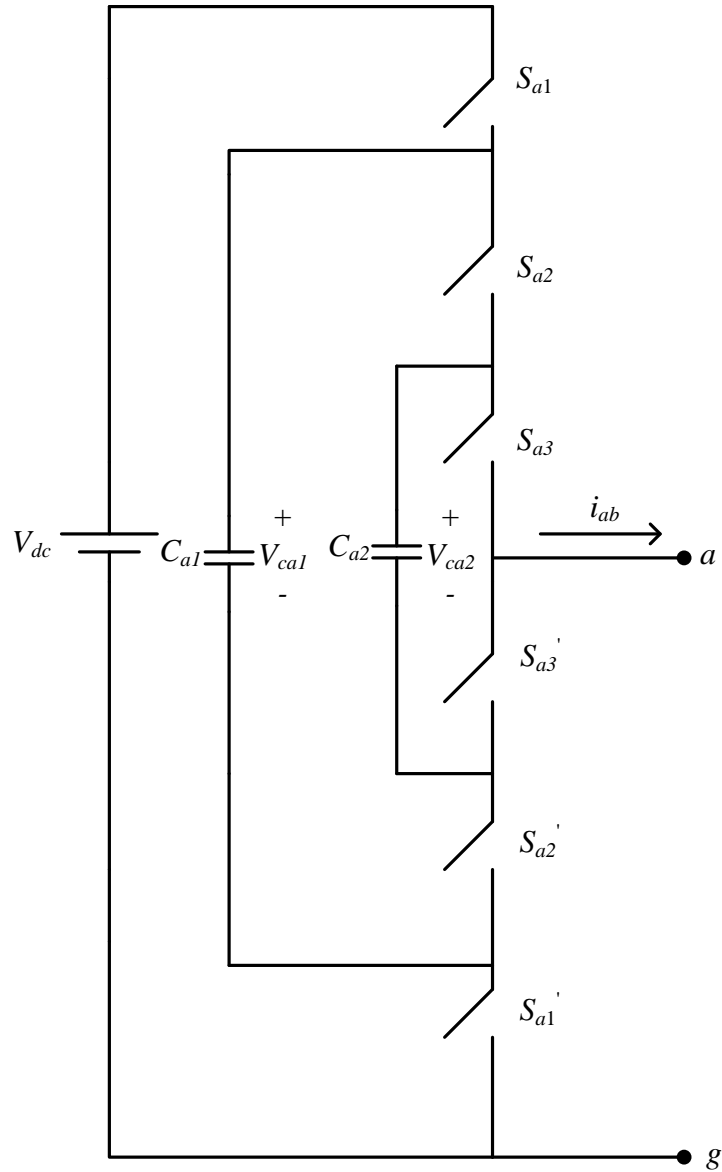 S_{a1}
S_{a2}
S_{a3}
i_{ab}
V_{dc}
C_{a1}
+
V_{ca1}
-
C_{a2}
+
V_{ca2}
-
a
S_{a3}'
S_{a2}'
S_{a1}'
g